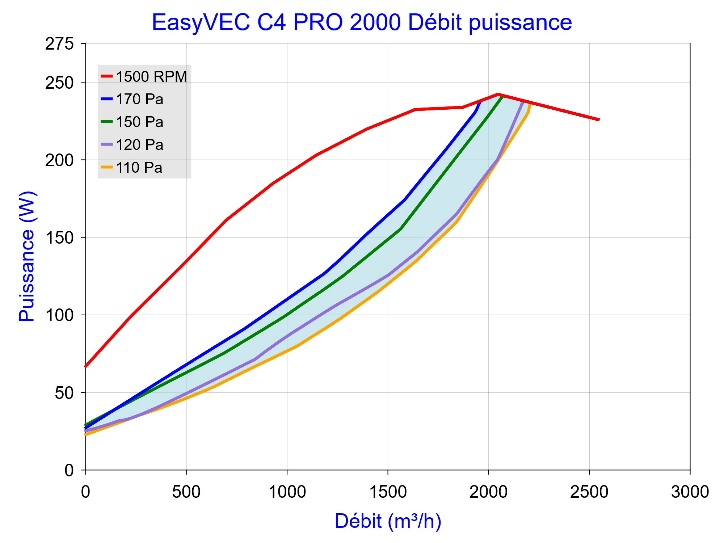 EasyVEC C4 PRO 2000 Débit puissance
275
250
200
150
100
50
0
1500 RPM
170 Pa
150 Pa
120 Pa
110 Pa
Puissance (W)
0 500 1000 1500 2000 2500 3000
Débit (m³/h)